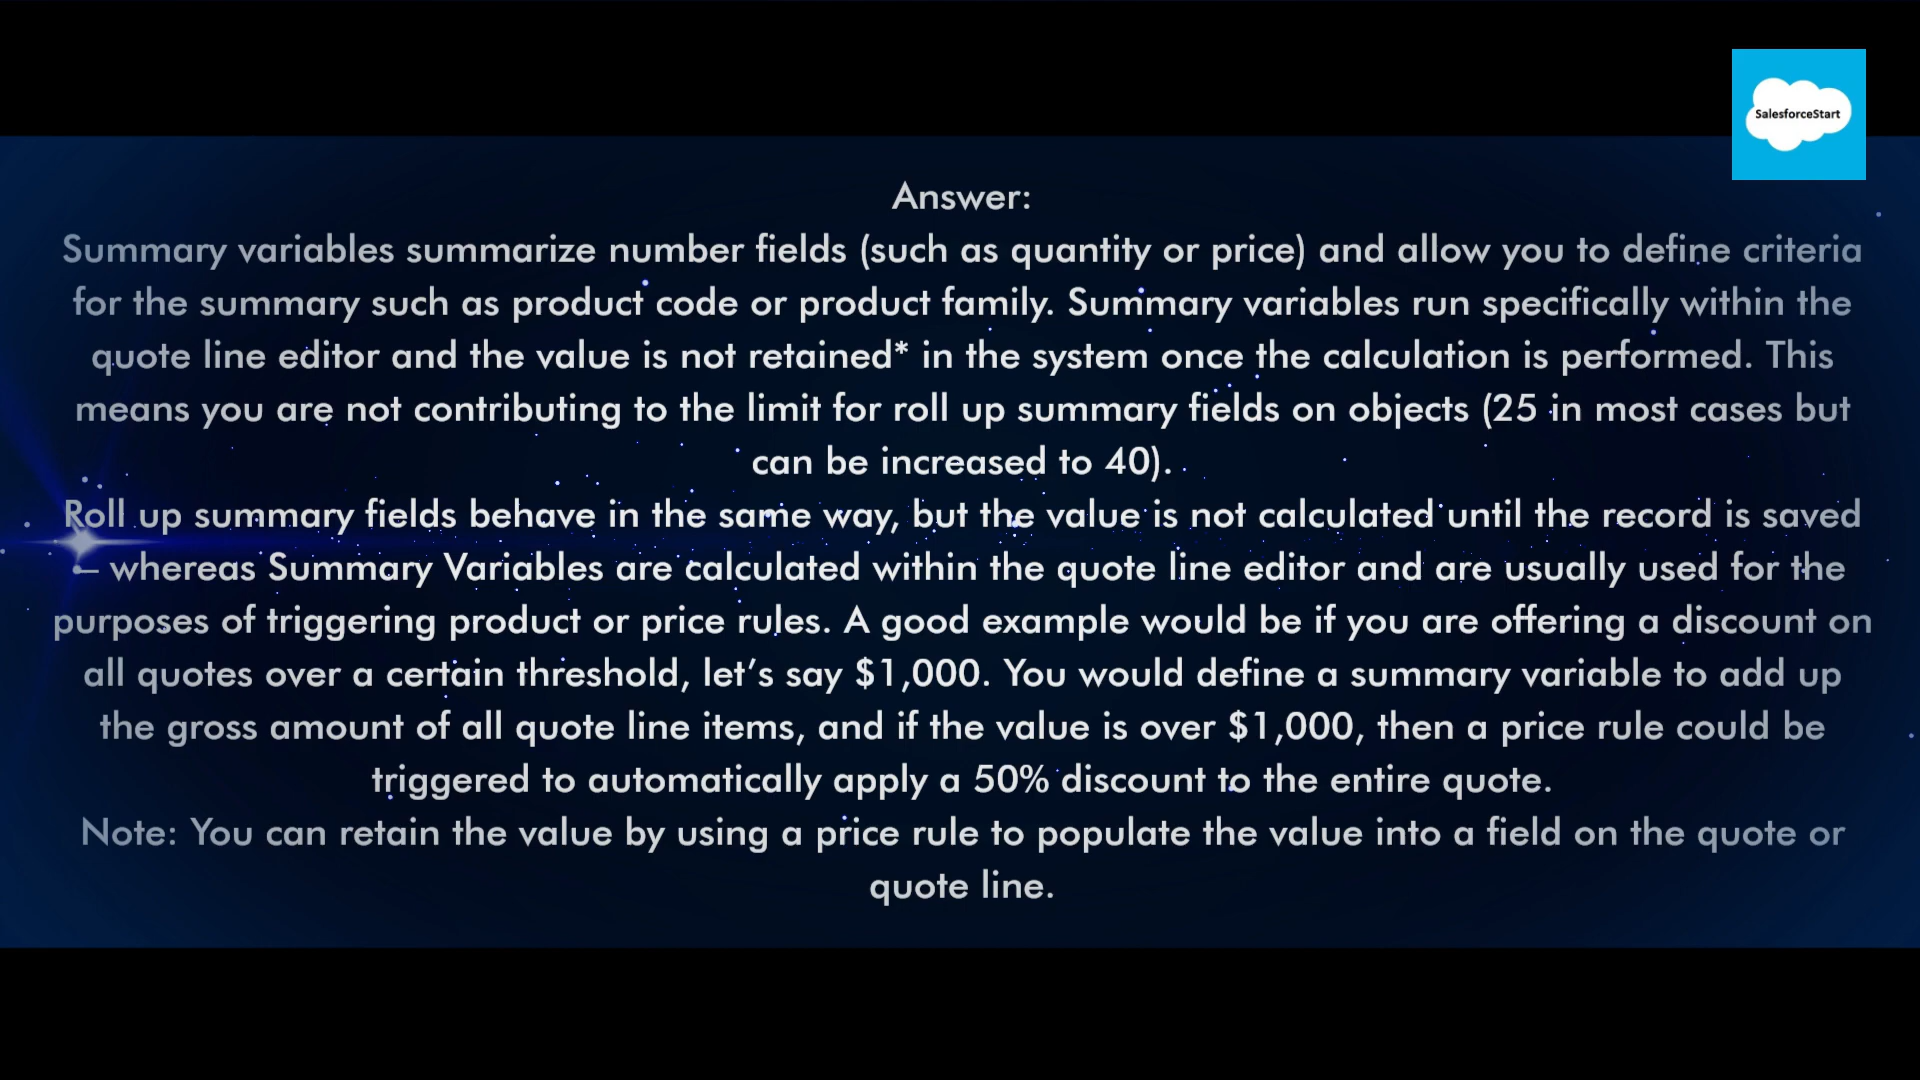 SalesforceStart
Answer:
Summary variables summarize number fields (such as quantity or price) and allow you to define criteria
for the summary such as product code or product family. Summary variables run specifically within the
quote line editor and the value is not retained* in the system once the calculation is performed. This
means you are not contributing to the limit for roll up summary fields on objects (25 in most cases but
can be increased to 40).
Roll up summary fields behave in the same way, but the value is not calculated until the record is saved
– whereas Summary Variables are calculated within the quote line editor and are usually used for the
purposes of triggering product or price rules. A good example would be if you are offering a discount on
all quotes over a certain threshold, let’s say $1,000. You would define a summary variable to add up
the gross amount of all quote line items, and if the value is over $1,000, then a price rule could be
triggered to automatically apply a 50% discount to the entire quote.
Note: You can retain the value by using a price rule to populate the value into a field on the quote or
quote line.